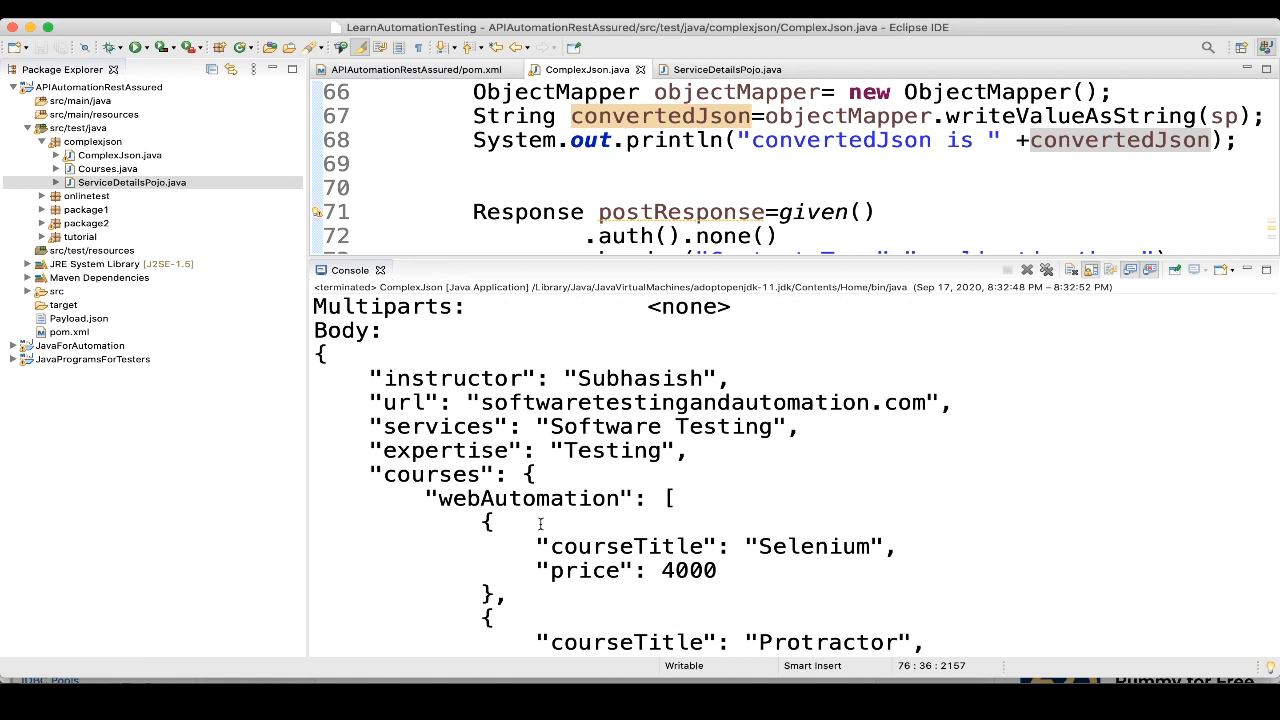 LearnAutomationTesting - APIAutomationRestAssured/src/test/java/complexjson/ComplexJson.java - Eclipse IDE
Package Explorer
APIAutomationRestAssured
src/main/java
src/main/resources
src/test/java
complexjson
ComplexJson.java
Courses.java
ServiceDetailsPojo.java
onlinetest
package1
package2
tutorial
src/test/resources
JRE System Library [J2SE-1.5]
Maven Dependencies
src
target
Payload.json
pom.xml
JavaForAutomation
JavaProgramsForTesters
APIAutomationRestAssured/pom.xml
ComplexJson.java
ServiceDetailsPojo.java
66 ObjectMapper objectMapper= new ObjectMapper();
67 String convertedJson=objectMapper.writeValueAsString(sp);
68 System.out.println("convertedJson is " +convertedJson);
69
70
71 Response postResponse=given()
72 .auth().none()
Console
<terminated> ComplexJson [Java Application] /Library/Java/JavaVirtualMachines/adoptopenjdk-11.jdk/Contents/Home/bin/java (Sep 17, 2020, 8:32:48 PM – 8:32:52 PM)
Multiparts: <none>
Body:
{
"instructor": "Subhasish",
"url": "softwaretestingandautomation.com",
"services": "Software Testing",
"expertise": "Testing",
"courses": {
"webAutomation": [
{
"courseTitle": "Selenium",
"price": 4000
},
{
"courseTitle": "Protractor",
Writable
Smart Insert
76 : 36 : 2157
JDBC Pools
Rummy for Free